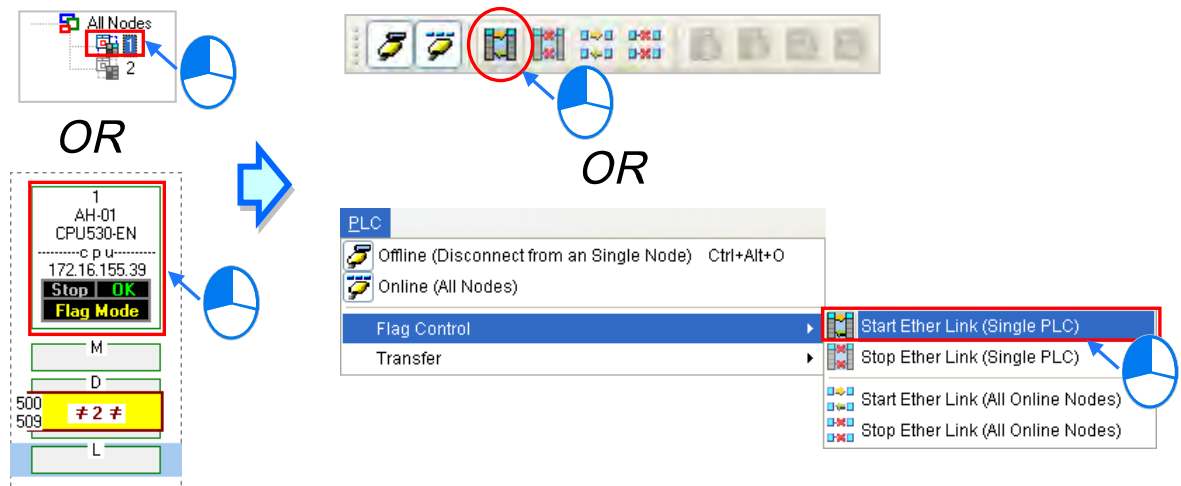 All Nodes
1
2
OR
1
AH-01
CPU530-EN
---------c p u---------
172.16.155.39
Stop OK
Flag Mode
M
D
500
509
≠ 2 ≠
L
OR
PLC
Offline (Disconnect from an Single Node) Ctrl+Alt+O
Online (All Nodes)
Flag Control
Transfer
Start Ether Link (Single PLC)
Stop Ether Link (Single PLC)
Start Ether Link (All Online Nodes)
Stop Ether Link (All Online Nodes)